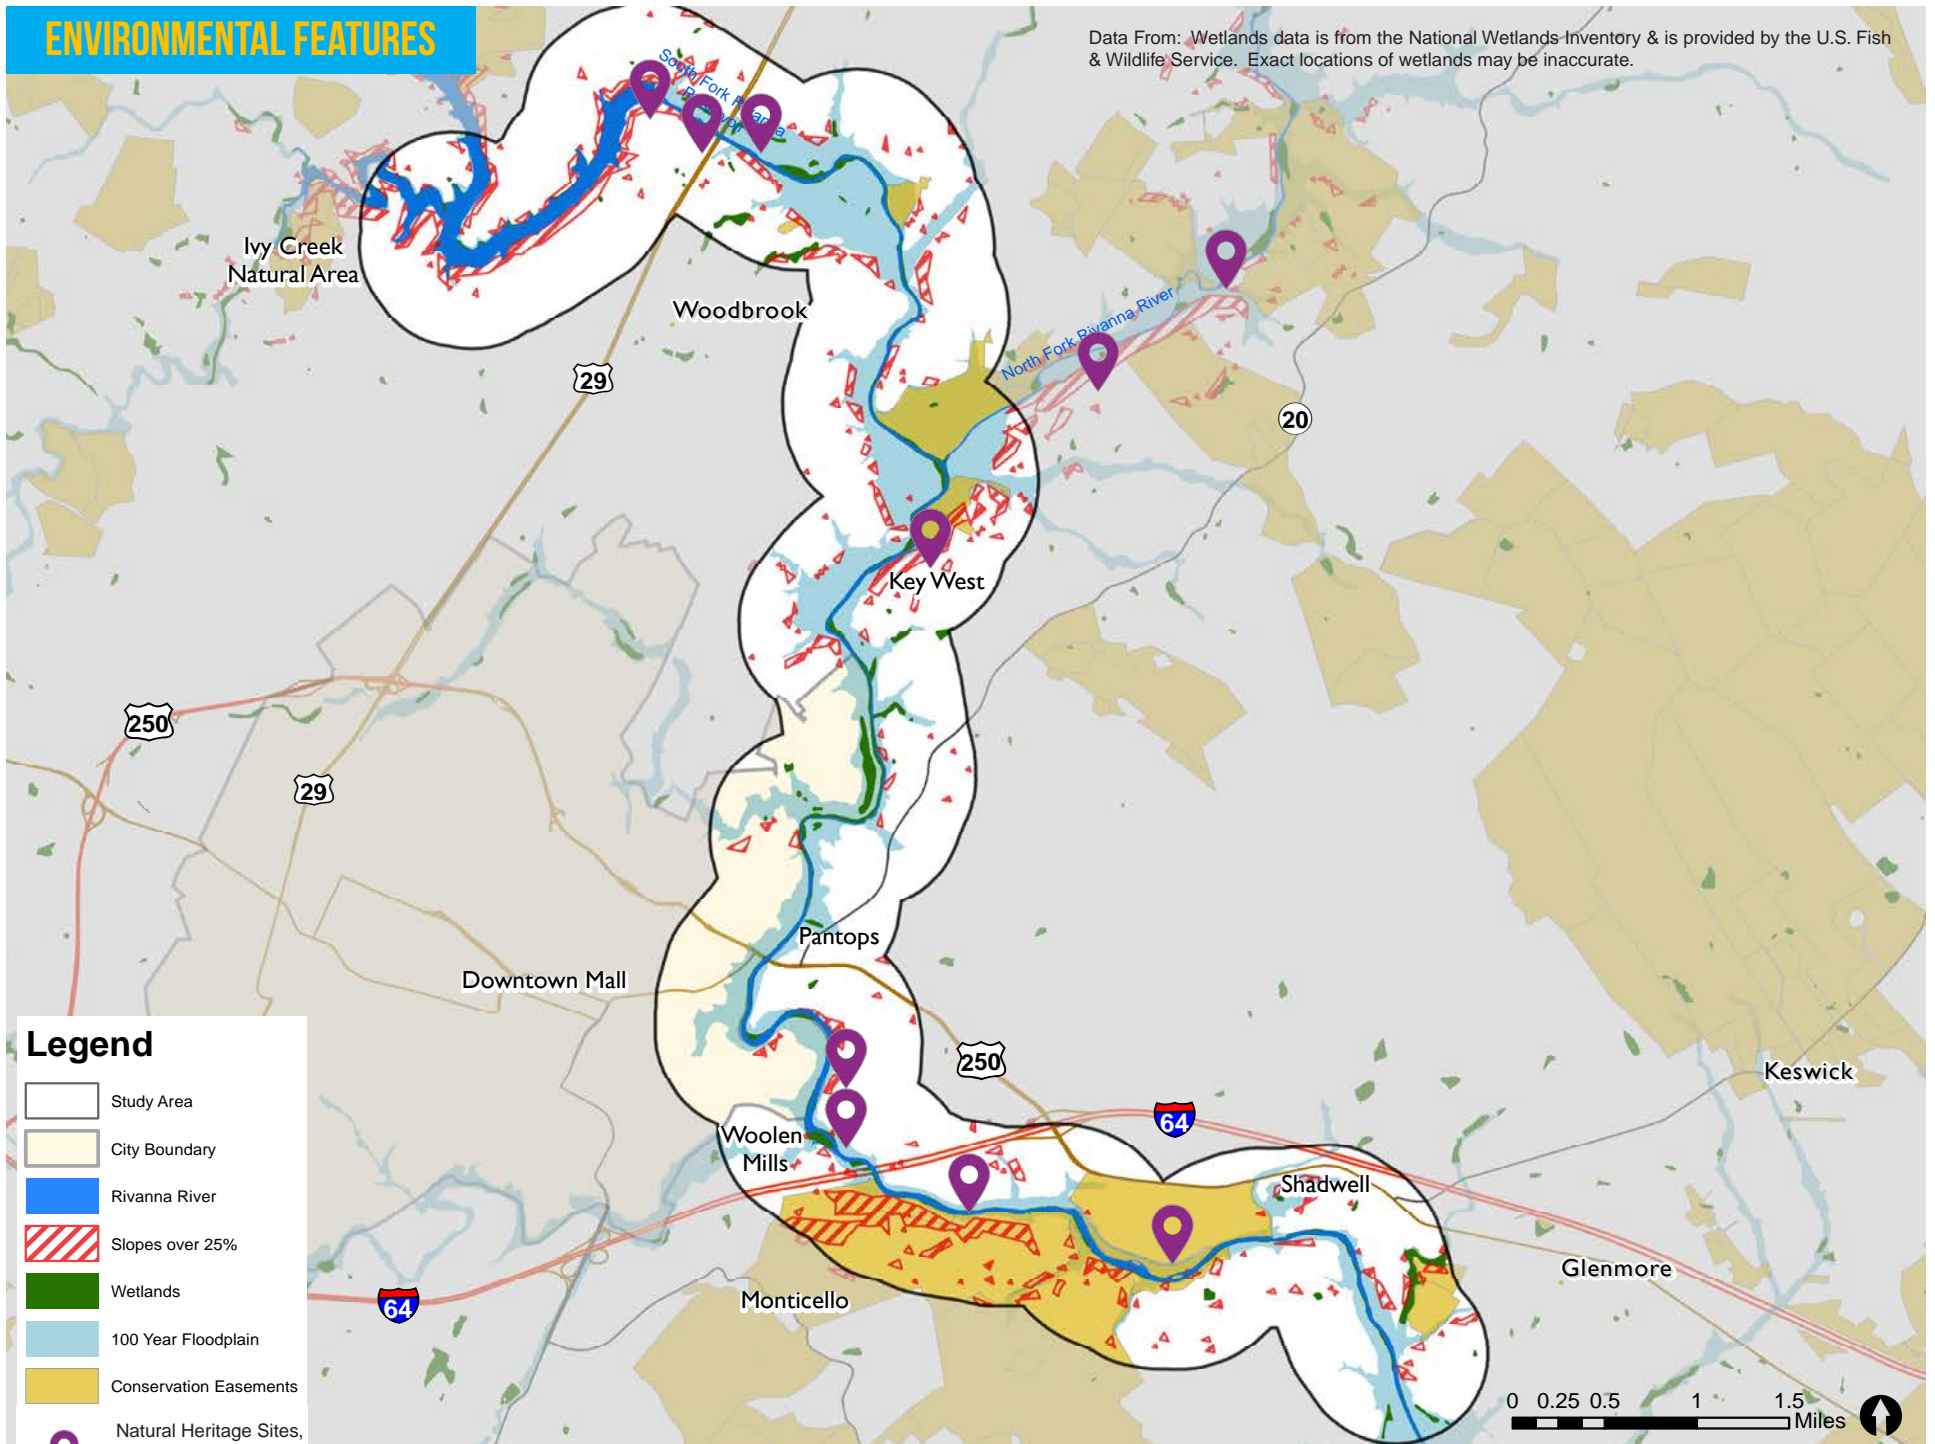 ENVIRONMENTAL FEATURES
Data From: Wetlands data is from the National Wetlands Inventory & is provided by the U.S. Fish
& Wildlife Service. Exact locations of wetlands may be inaccurate.
South Fork
Ivy Creek
Natural Area
Woodbrook
North Fork Rivanna River
29
20
Key West
250
29
Pantops
Downtown Mall
250
Keswick
64
Woolen
Mills
Shadwell
Glenmore
Monticello
64
Legend
Study Area
City Boundary
Rivanna River
Slopes over 25%
Wetlands
100 Year Floodplain
Conservation Easements
Natural Heritage Sites,
0 0.25 0.5 1 1.5
Miles